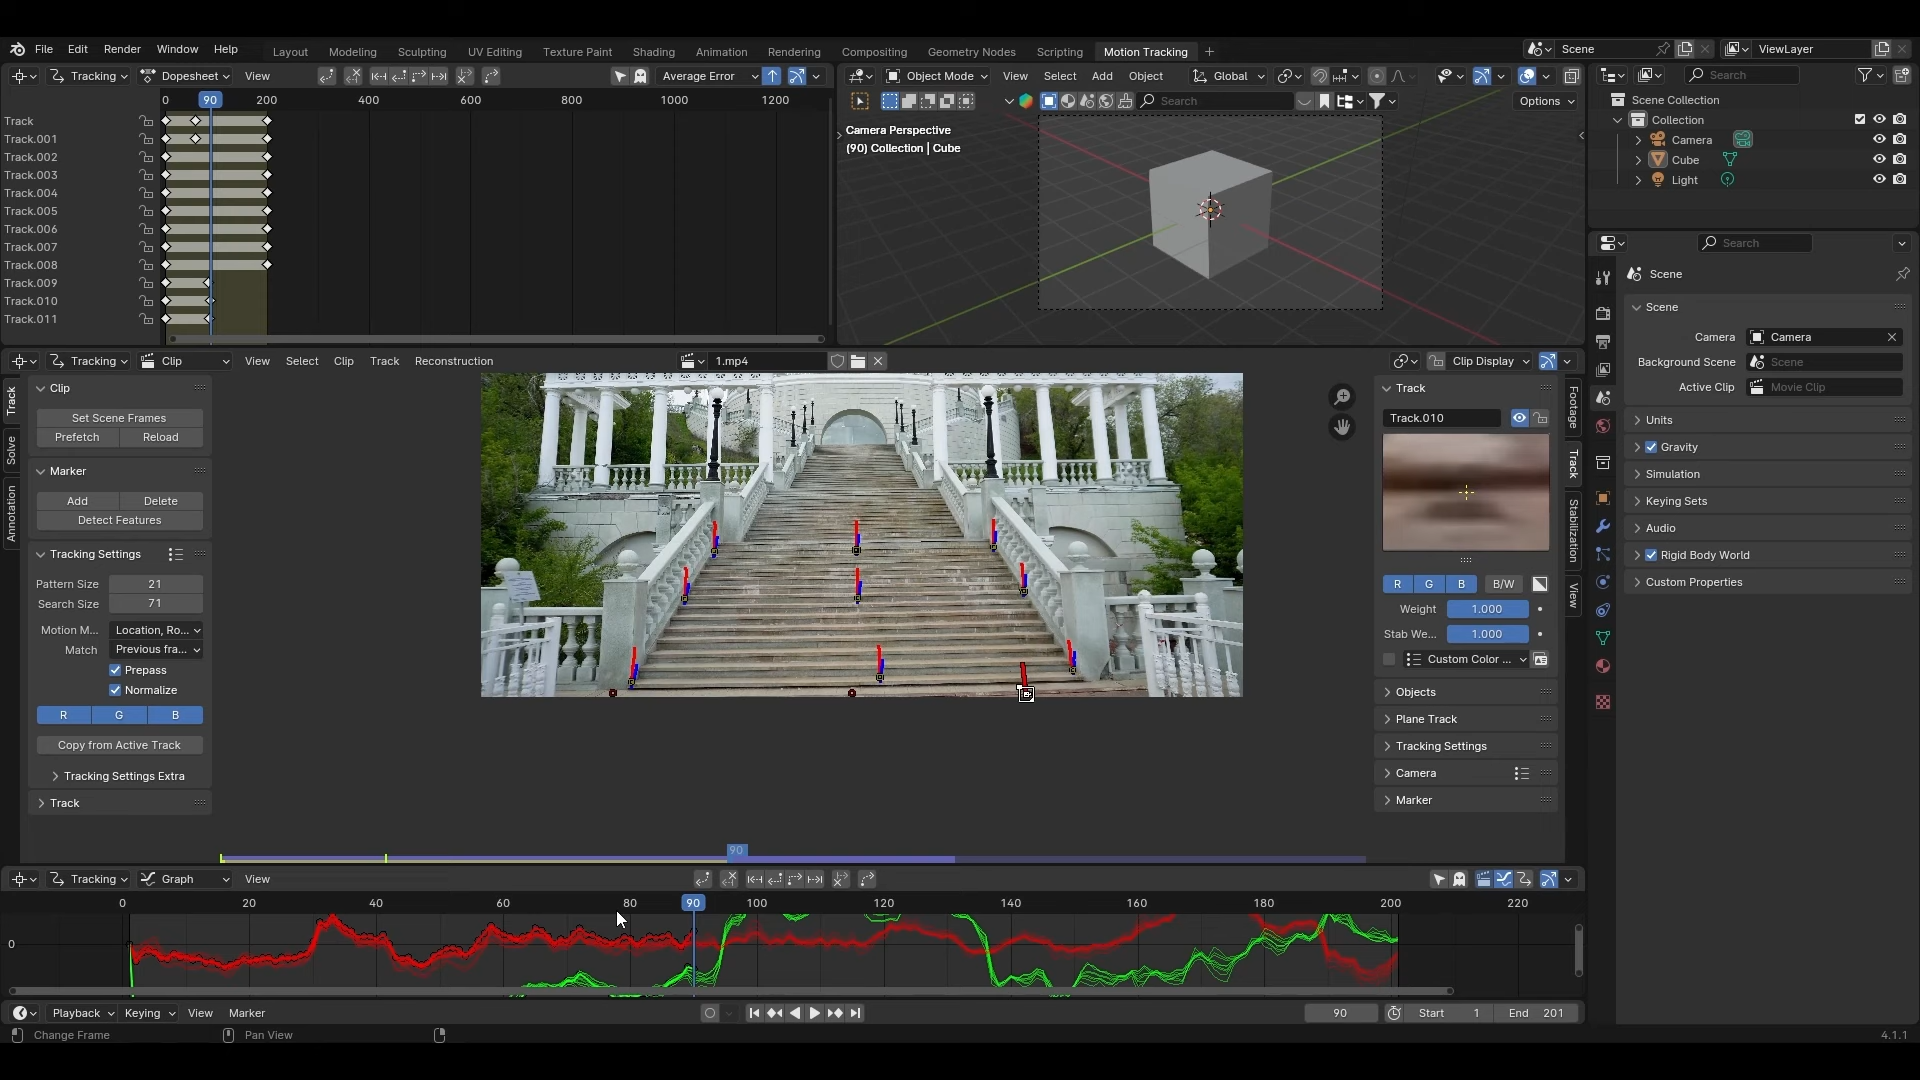 File Edit Render Window Help Layout Modeling Sculpting UV Editing Texture Paint Shading Animation Rendering Compositing Geometry Nodes Scripting Motion Tracking + Scene ViewLayer
Tracking Dopesheet View Average Error Object Mode View Select Add Object Global Search
0 90 200 400 600 800 1000 1200 Search Options Scene Collection
Track Camera Perspective Collection
Track.001 (90) Collection | Cube Camera
Track.002 Cube
Track.003 Light
Track.004
Track.005
Track.006
Track.007 Search
Track.008
Track.009 Scene
Track.010
Track.011 Scene
Camera Camera
Tracking Clip View Select Clip Track Reconstruction 1.mp4 Clip Display Background Scene Scene
Clip Track Active Clip Movie Clip
Set Scene Frames Track.010 Units
Prefetch Reload Gravity
Marker Simulation
Add Delete Keying Sets
Detect Features Audio
Tracking Settings Rigid Body World
Pattern Size 21 R G B B/W Custom Properties
Search Size 71 Weight 1.000
Motion M... Location, Ro... Stab We... 1.000
Match Previous fra... Custom Color ...
Prepass
Normalize Objects
R G B Plane Track
Copy from Active Track Tracking Settings
Tracking Settings Extra Camera
Track Marker
Track
Solve
Annotation
Footage
Track
Stabilization
View
90
Tracking Graph View
0 20 40 60 80 90 100 120 140 160 180 200 220
0
Playback Keying View Marker 90 Start 1 End 201
Change Frame Pan View 4.1.1